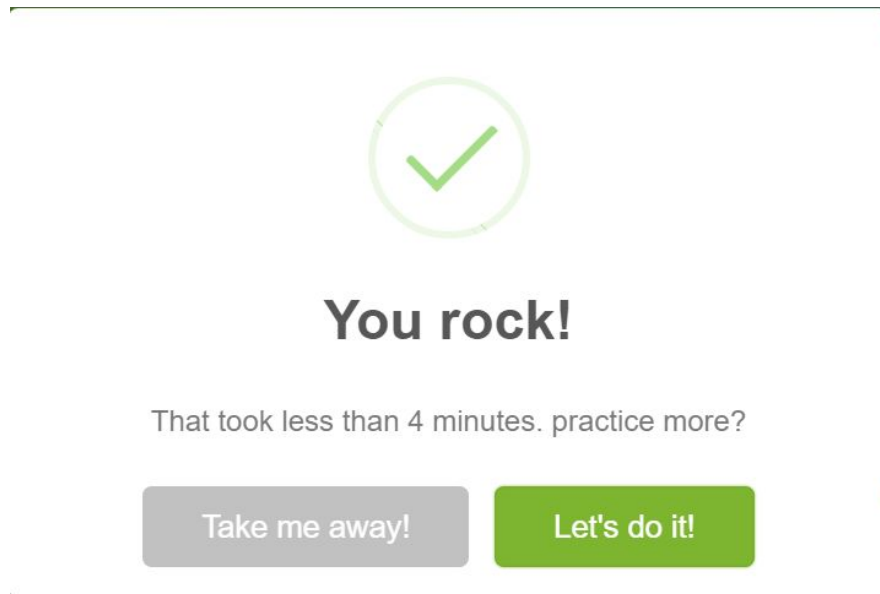 You rock!
That took less than 4 minutes. practice more?
Take me away!
Let's do it!